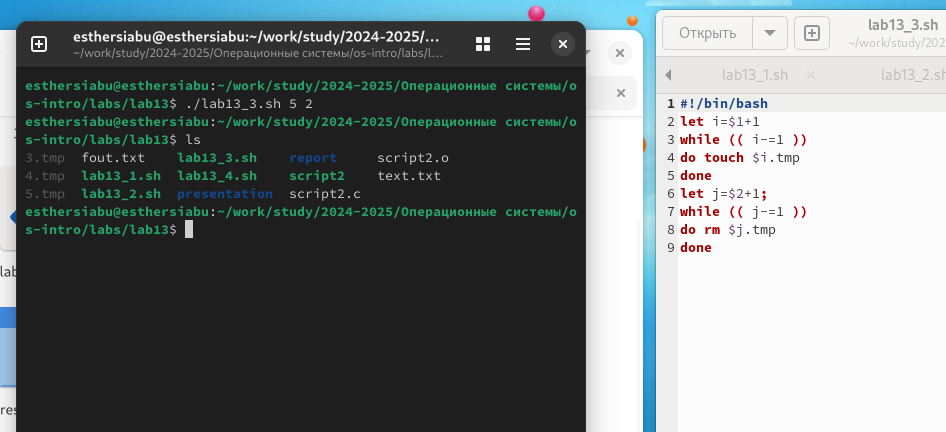 esthersiabu@esthersiabu:~/work/study/2024-2025/...
~/work/study/2024-2025/Операционные системы/os-intro/labs/l...
esthersiabu@esthersiabu:~/work/study/2024-2025/Операционные системы/o
s-intro/labs/lab13$ ./lab13_3.sh 5 2
esthersiabu@esthersiabu:~/work/study/2024-2025/Операционные системы/o
s-intro/labs/lab13$ ls
3.tmp fout.txt lab13_3.sh report script2.o
4.tmp lab13_1.sh lab13_4.sh script2 text.txt
5.tmp lab13_2.sh presentation script2.c
esthersiabu@esthersiabu:~/work/study/2024-2025/Операционные системы/o
s-intro/labs/lab13$
lab
res
Открыть
lab13_3.sh
~/work/study/202
lab13_1.sh
lab13_2.sh
1 #!/bin/bash
2 let i=$1+1
3 while (( i-=1 ))
4 do touch $i.tmp
5 done
6 let j=$2+1;
7 while (( j-=1 ))
8 do rm $j.tmp
9 done